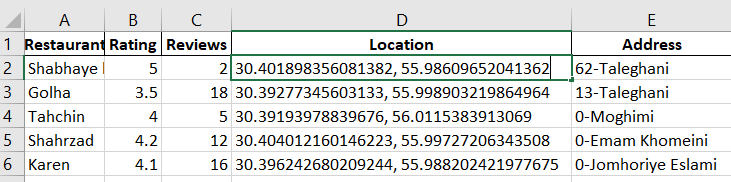 A B C D E
1 Restaurant Rating Reviews Location Address
2 Shabhaye 5 2 30.401898356081382, 55.98609652041362 62-Taleghani
3 Golha 3.5 18 30.39277345603133, 55.998903219864964 13-Taleghani
4 Tahchin 4 5 30.39193978839676, 56.0115383913069 0-Moghimi
5 Shahrzad 4.2 12 30.404012160146223, 55.99727206343508 0-Emam Khomeini
6 Karen 4.1 16 30.396242680209244, 55.988202421977675 0-Jomhoriye Eslami